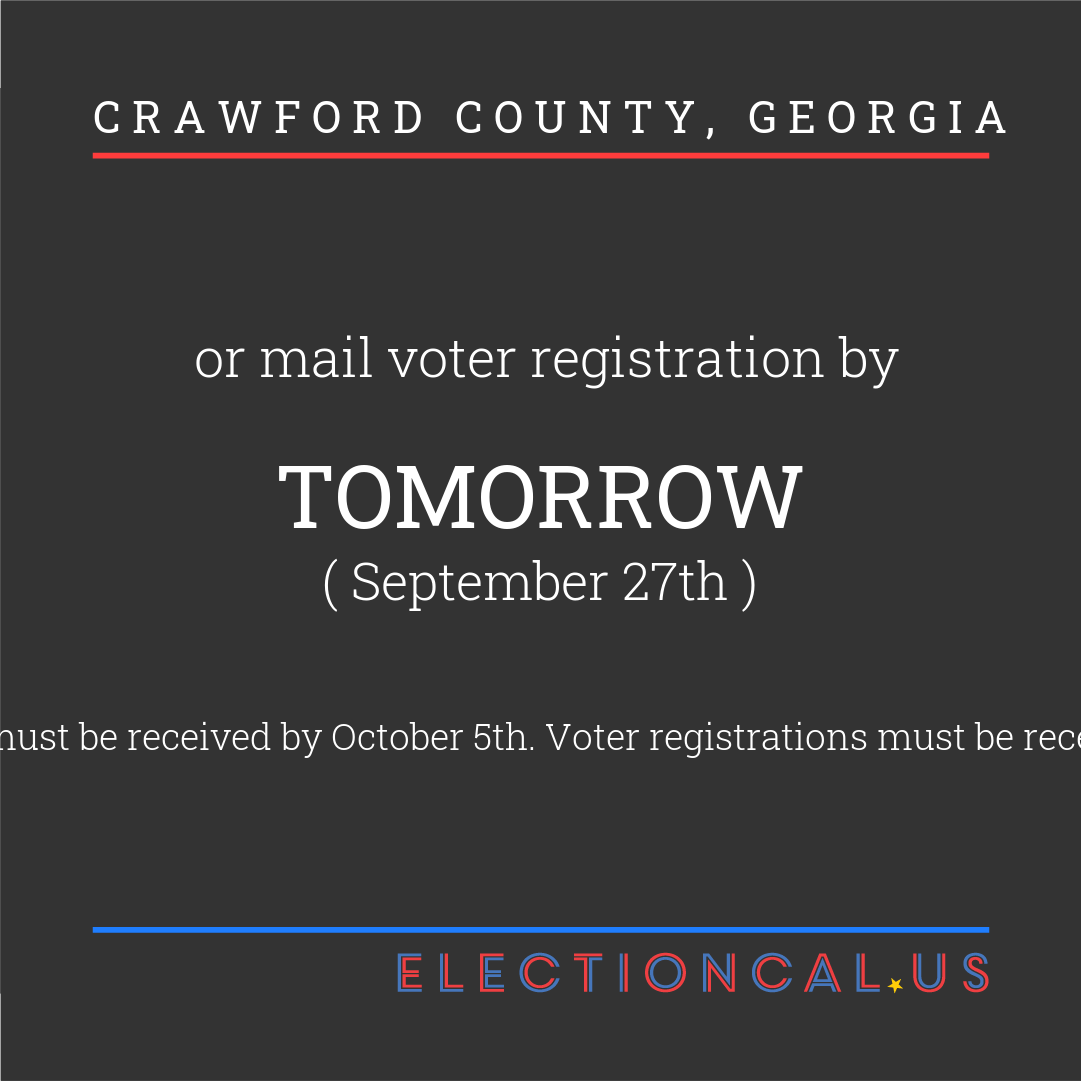 CRAWFORD COUNTY, GEORGIA
or mail voter registration by
TOMORROW
( September 27th )
must be received by October 5th. Voter registrations must be
ELECTIONCAL.US